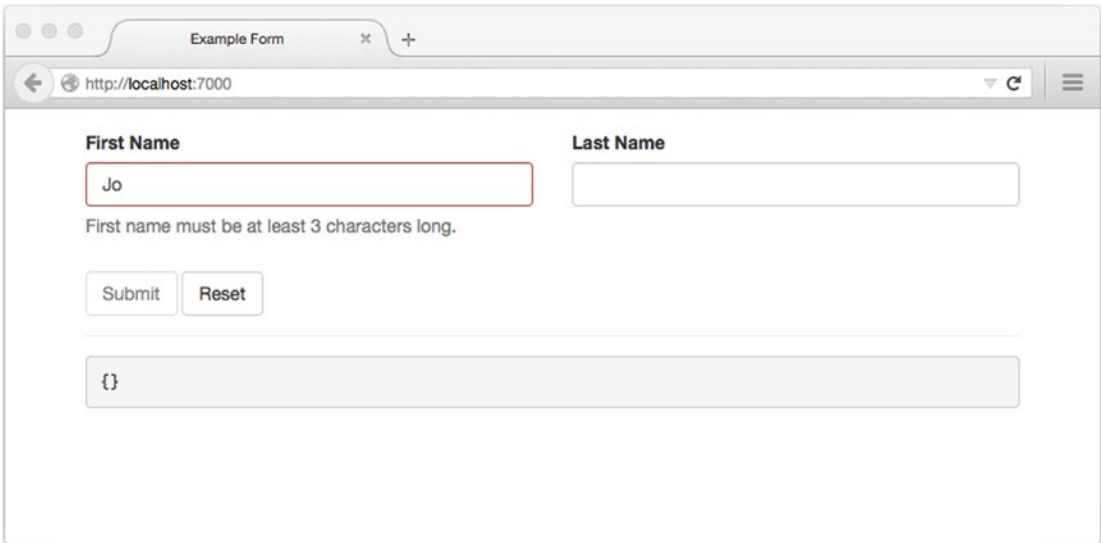 Example Form
http://localhost:7000
First Name
Last Name
Jo
First name must be at least 3 characters long.
Submit Reset
{}